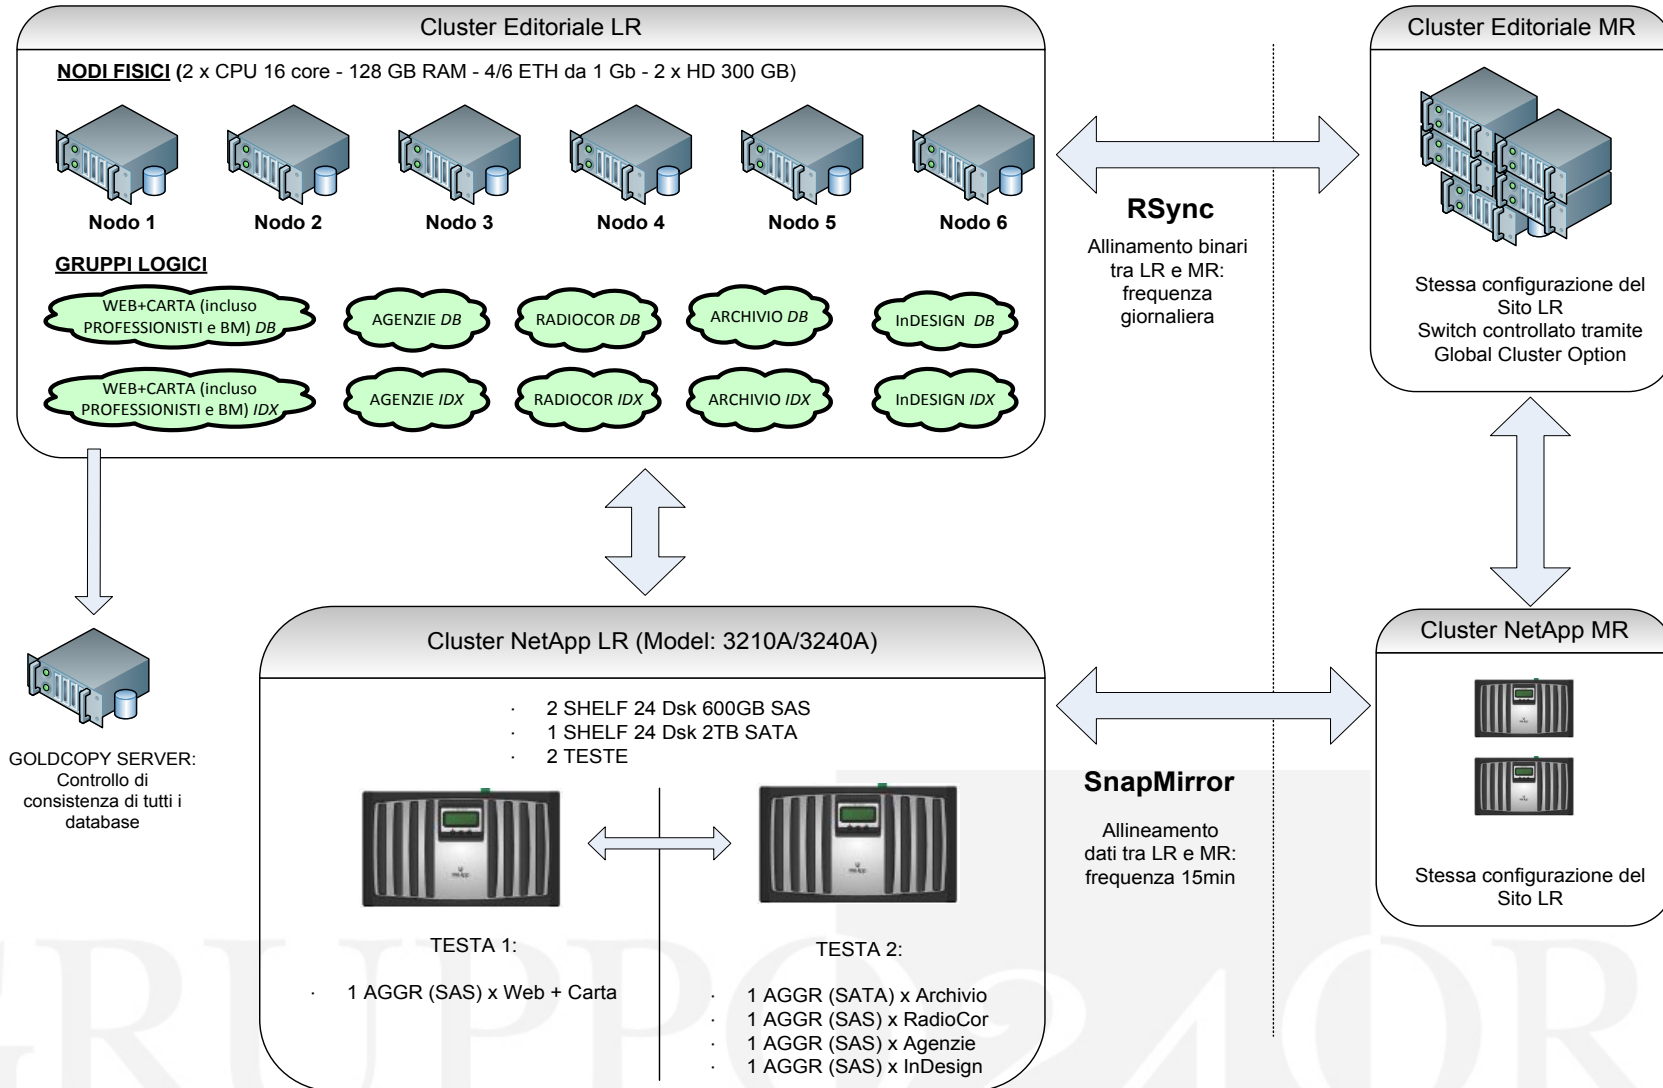 Cluster Editoriale LR
NODI FISICI (2 x CPU 16 core - 128 GB RAM - 4/6 ETH da 1 Gb - 2 x HD 300 GB)
Nodo 1
Nodo 2
Nodo 3
Nodo 4
Nodo 5
Nodo 6
GRUPPI LOGICI
WEB+CARTA (incluso
PROFESSIONISTI e BM) DB
AGENZIE DB
RADIOCOR DB
ARCHIVIO DB
InDESIGN DB
WEB+CARTA (incluso
PROFESSIONISTI e BM) IDX
AGENZIE IDX
RADIOCOR IDX
ARCHIVIO IDX
InDESIGN IDX
RSync
Allinamento binari
tra LR e MR:
frequenza
giornaliera
Cluster Editoriale MR
Stessa configurazione del
Sito LR
Switch controllato tramite
Global Cluster Option
GOLDCOPY SERVER:
Controllo di
consistenza di tutti i
database
Cluster NetApp LR (Model: 3210A/3240A)
· 2 SHELF 24 Dsk 600GB SAS
· 1 SHELF 24 Dsk 2TB SATA
· 2 TESTE
TESTA 1:
· 1 AGGR (SAS) x Web + Carta
TESTA 2:
· 1 AGGR (SATA) x Archivio
· 1 AGGR (SAS) x RadioCor
· 1 AGGR (SAS) x Agenzie
· 1 AGGR (SAS) x InDesign
SnapMirror
Allineamento
dati tra LR e MR:
frequenza 15min
Cluster NetApp MR
Stessa configurazione del
Sito LR
GRUPPO 24 OR